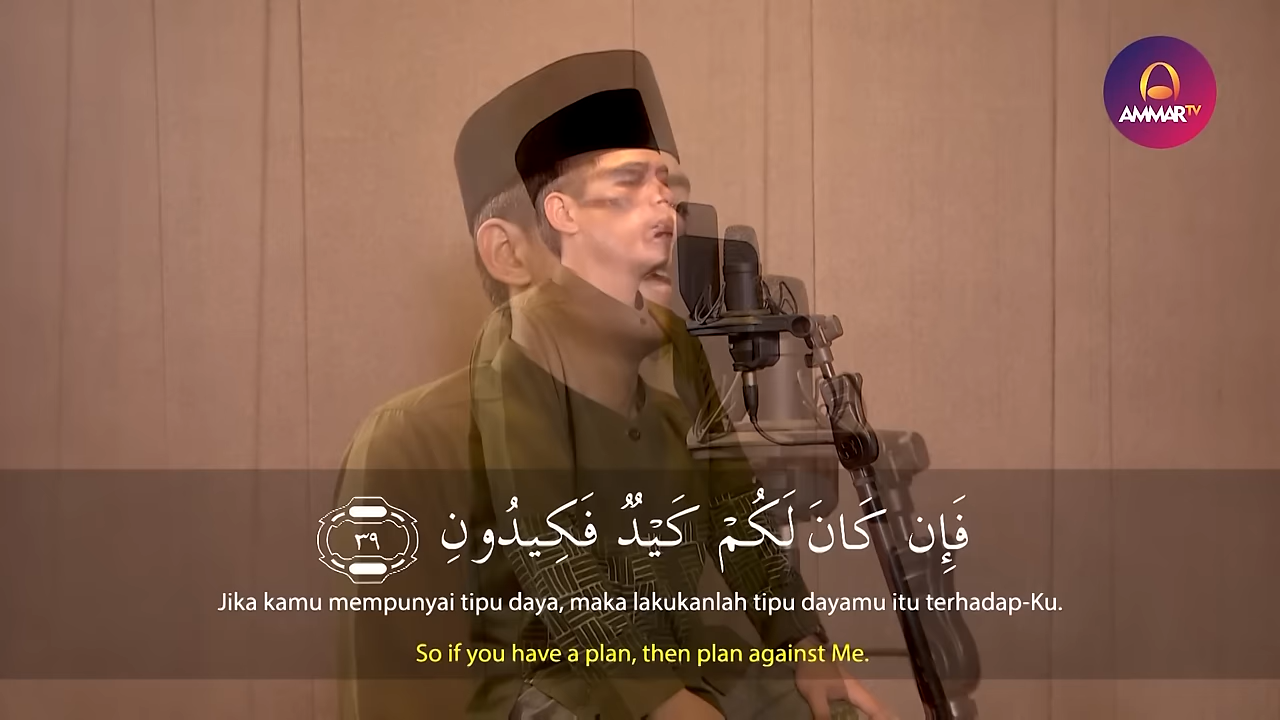 AMMARTV
فَإِن كَانَ لَكُمْ كَيْدٌ فَكِيدُونِ ٣٩
Jika kamu mempunyai tipu daya, maka lakukanlah tipu dayamu itu terhadap-Ku.
So if you have a plan, then plan against Me.